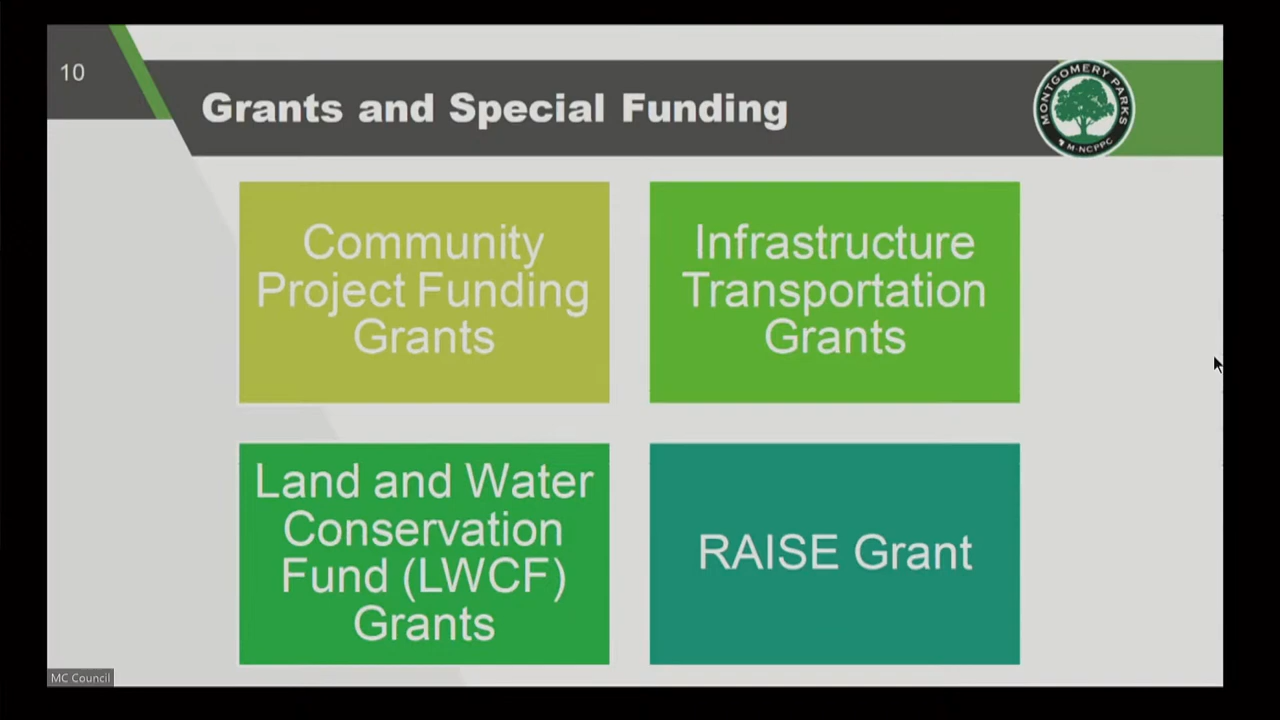 10
Grants and Special Funding
MONTGOMERY PARKS
M-NCPPC
Community
Project Funding
Grants
Infrastructure
Transportation
Grants
Land and Water
Conservation
Fund (LWCF)
Grants
RAISE Grant
MC Council